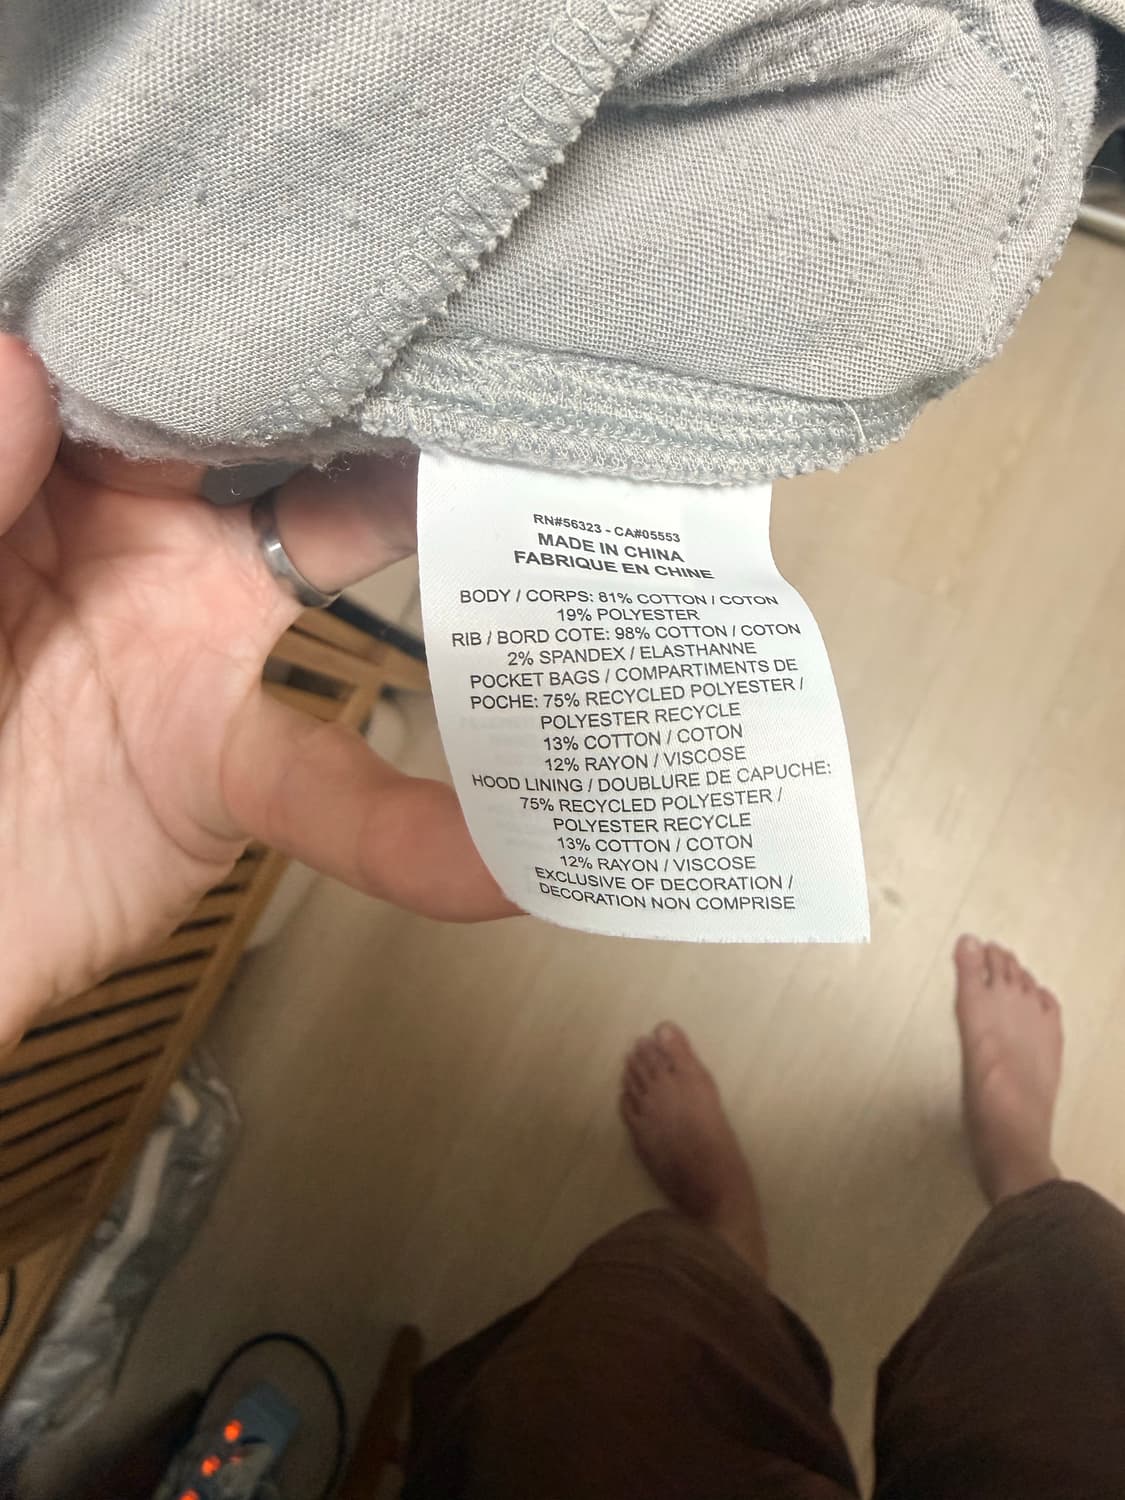 RN#56323 - CA#05553
MADE IN CHINA
FABRIQUE EN CHINE
BODY / CORPS: 81% COTTON / COTON
19% POLYESTER
RIB / BORD COTE: 98% COTTON / COTON
2% SPANDEX / ELASTHANNE
POCKET BAGS / COMPARTIMENTS DE
POCHE: 75% RECYCLED POLYESTER /
POLYESTER RECYCLE
13% COTTON / COTON
12% RAYON / VISCOSE
HOOD LINING / DOUBLURE DE CAPUCHE:
75% RECYCLED POLYESTER /
POLYESTER RECYCLE
13% COTTON / COTON
12% RAYON / VISCOSE
EXCLUSIVE OF DECORATION /
DECORATION NON COMPRISE